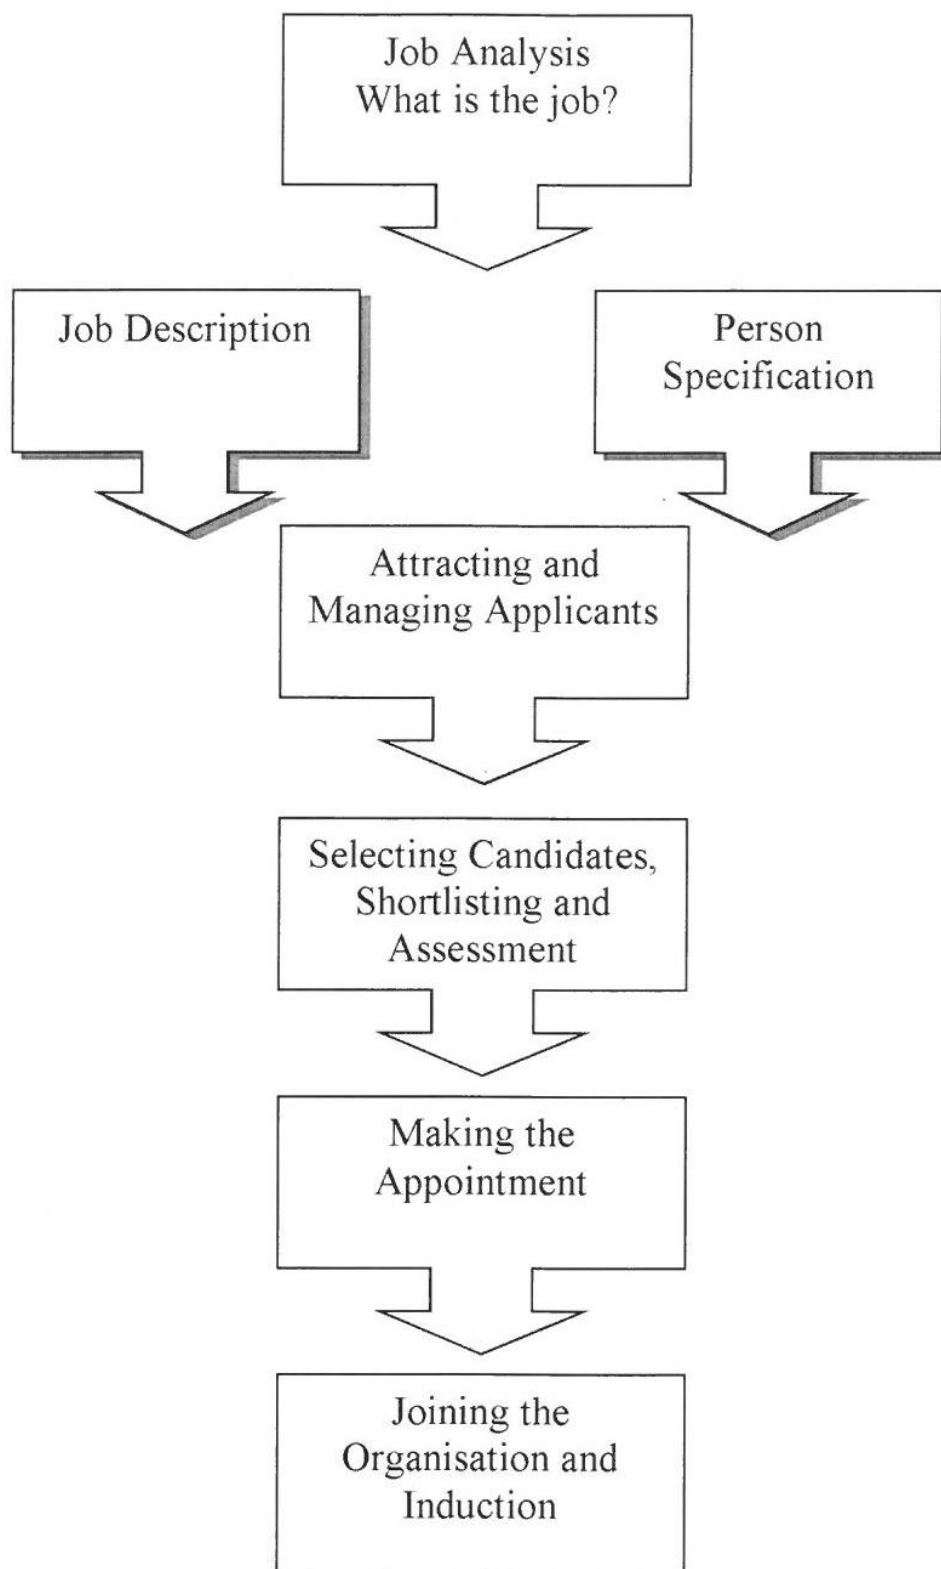 Job Analysis
What is the job?
Job Description
Person
Specification
Attracting and
Managing Applicants
Selecting Candidates,
Shortlisting and
Assessment
Making the
Appointment
Joining the
Organisation and
Induction